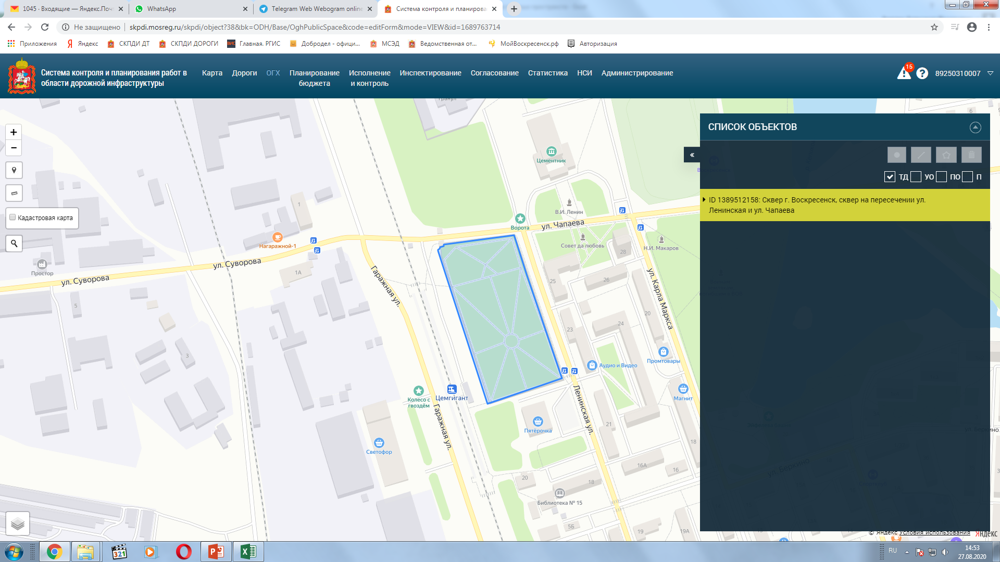 1045 · Входящие — Яндекс.Почт
WhatsApp
Telegram Web Webogram online
Система контроля и планирова
Не защищено
skpdi.mosreg.ru/skpdi/object?38&bk=ODH/Base/OghPublicSpace&code=editForm&mode=VIEW&id=1689763714
Приложения
Яндекс
СКПДИ ДТ
СКПДИ ДОРОГИ
Главная. РГИС
Добродел - офици...
МСЭД
Ведомственная от...
МойВоскресенск.рф
Авторизация
Система контроля и планирования работ в
области дорожной инфраструктуры
Карта
Дороги
ОГХ
Планирование
бюджета
Исполнение
и контроль
Инспектирование
Согласование
Статистика
НСИ
Администрирование
15
89250310007
+
−
Кадастровая карта
СПИСОК ОБЪЕКТОВ
«
ТД
УО
ПО
П
ID 1389512158: Сквер г. Воскресенск, сквер на пересечении ул.
Ленинская и ул. Чапаева
Цементник
В.И. Ленин
Ворота
ул. Чапаева
Совет да любовь
Н.И. Макаров
28
1
Нагаражной-1
ул. Суворова
Простор
ул. Суворова
1А
Гаражная ул.
25
26
ул. Карла Маркса
5
20
24
23
3
Промтовары
Аудио и Видео
Колесо с
гвоздём
Цемгигант
Магнит
Ленинская ул.
Гаражная ул.
Пятёрочка
21
Светофор
18
16А
16
20
18
Библиотека № 15
5Б
19
19А
6
ул. Беркино
ул. Беркино
© Яндекс Условия использования
Яндекс
321
RU
14:53
27.08.2020